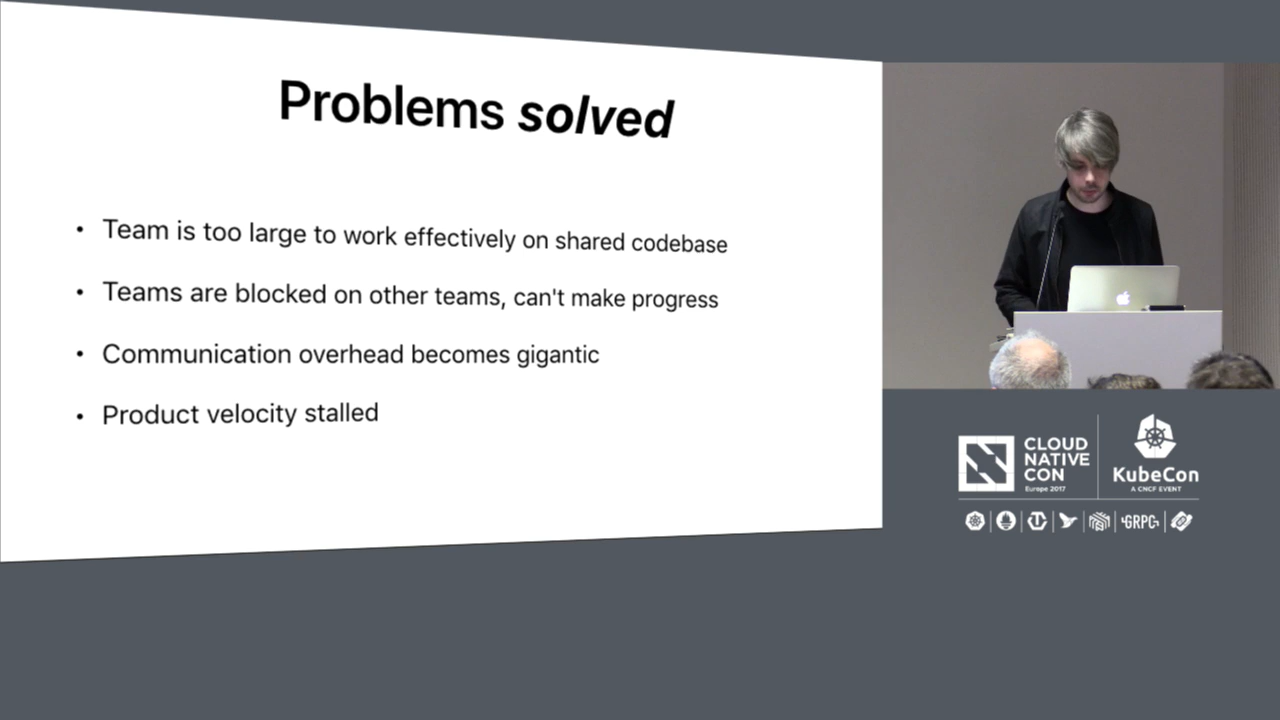 Problems solved
• Team is too large to work effectively on shared codebase
• Teams are blocked on other teams, can't make progress
• Communication overhead becomes gigantic
• Product velocity stalled
CLOUD
NATIVE
CON
Europe 2017
KubeCon
A CNCF EVENT
GRPC